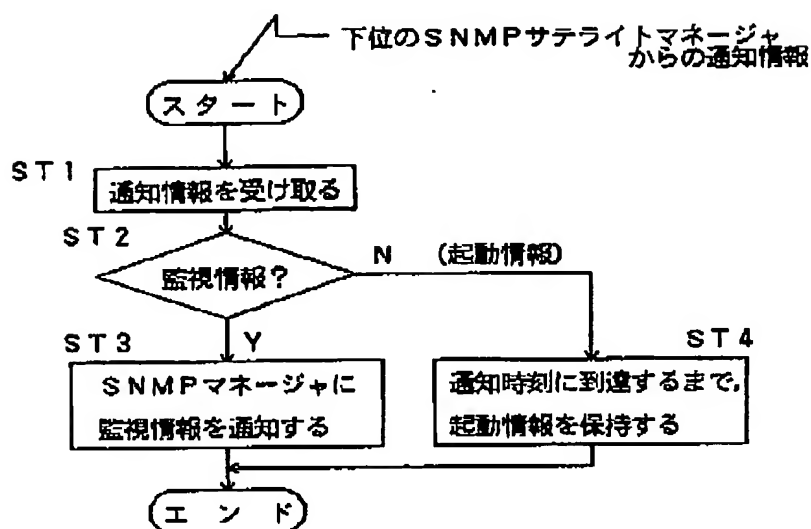 下位のSNMPサテライトマネージャ
からの通知情報
スタート
ST1
通知情報を受け取る
ST2
監視情報?
N (起動情報)
Y
ST3
SNMPマネージャに
監視情報を通知する
ST4
通知時刻に到達するまで,
起動情報を保持する
エンド